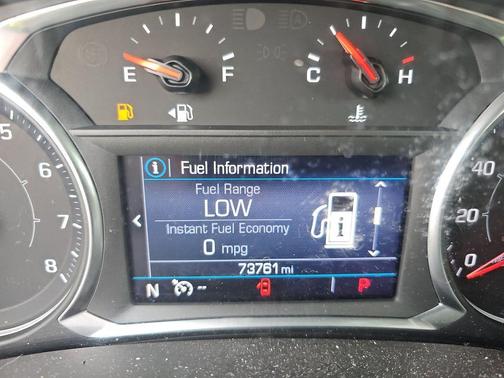 E F C H
Fuel Information
Fuel Range
LOW
Instant Fuel Economy
0 mpg
73761 mi
N -- P
5
6
7
8
40
20
0